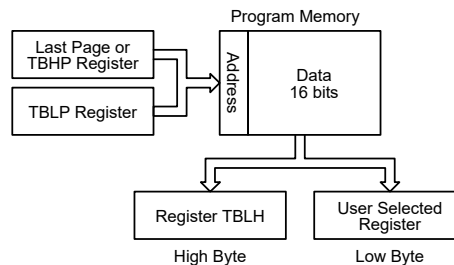 Program Memory
Last Page or
TBHP Register
TBLP Register
Address
Data
16 bits
Register TBLH
User Selected
Register
High Byte
Low Byte